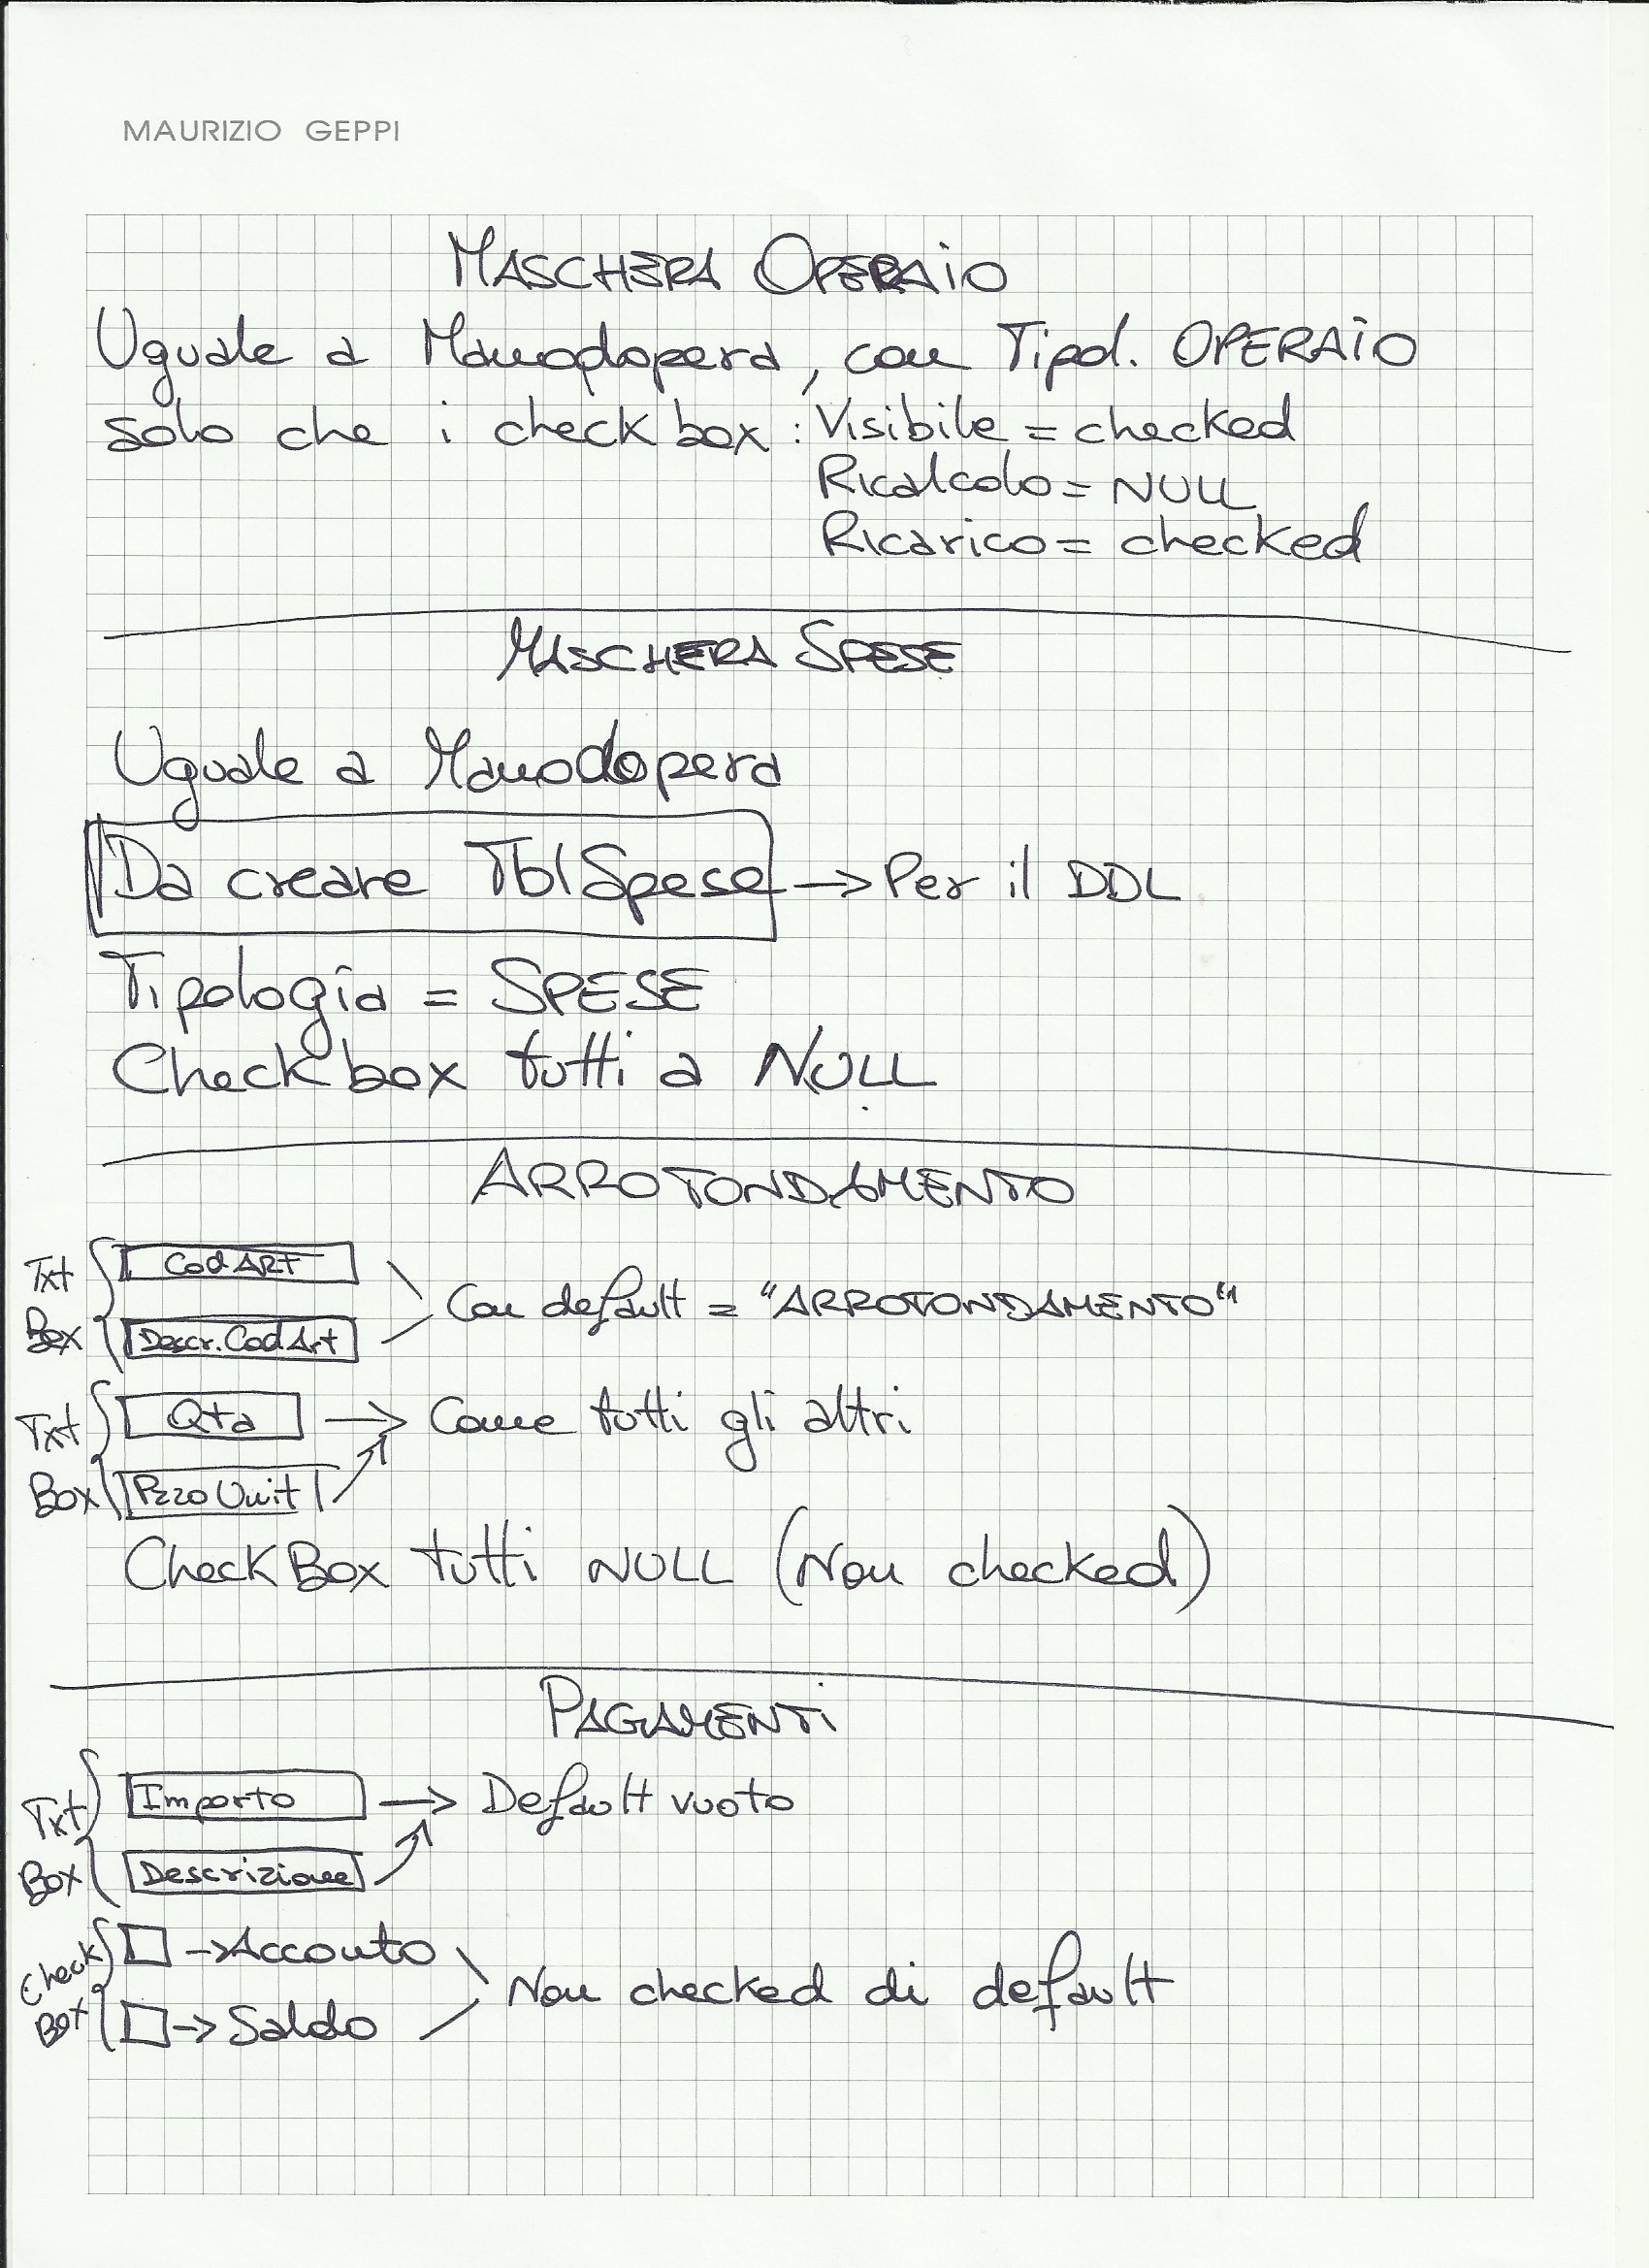 MAURIZIO GEPPI
MASCHERA OPERAIO
Uguale a Manodopera, con Tipol. OPERAIO
solo che i check box : Visibile = checked
Ricalcolo = NULL
Ricarico = checked
MASCHERA SPESE
Uguale a Manodopera
Da creare TblSpese → Per il DDL
Tipologia = SPESE
Check box tutti a NULL
ARROTONDAMENTO
Txt CodART
Box Descr.CodArt
Con default = "ARROTONDAMENTO"
Txt Qta → Come tutti gli altri
Box PzzoUnit
CheckBox tutti NULL (Non checked)
PAGAMENTI
Txt Importo → Default vuoto
Box Descrizione
Check → Acconto
Box → Saldo
Non checked di default